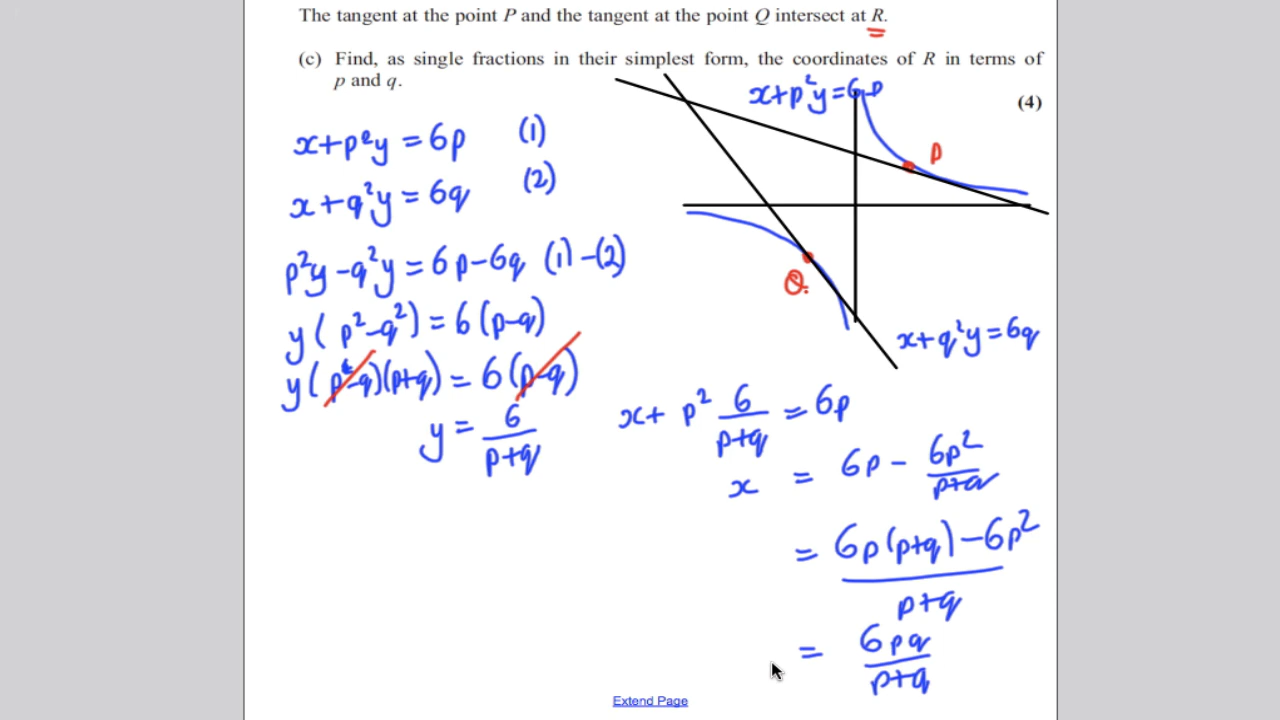 The tangent at the point P and the tangent at the point Q intersect at R.
(c) Find, as single fractions in their simplest form, the coordinates of R in terms of
p and q.
(4)
x+p²y=6p
x+p²y=6p (1)
x+q²y=6q (2)
P
p²y-q²y=6p-6q (1)-(2)
Q.
y(p²-q²)=6(p-q)
x+q²y=6q
y(p-q)(p+q)=6(p-q)
y=6/(p+q)
x+p² 6/(p+q)=6p
x = 6p - 6p²/(p+q)
= (6p(p+q)-6p²)/(p+q)
= 6pq/(p+q)
Extend Page